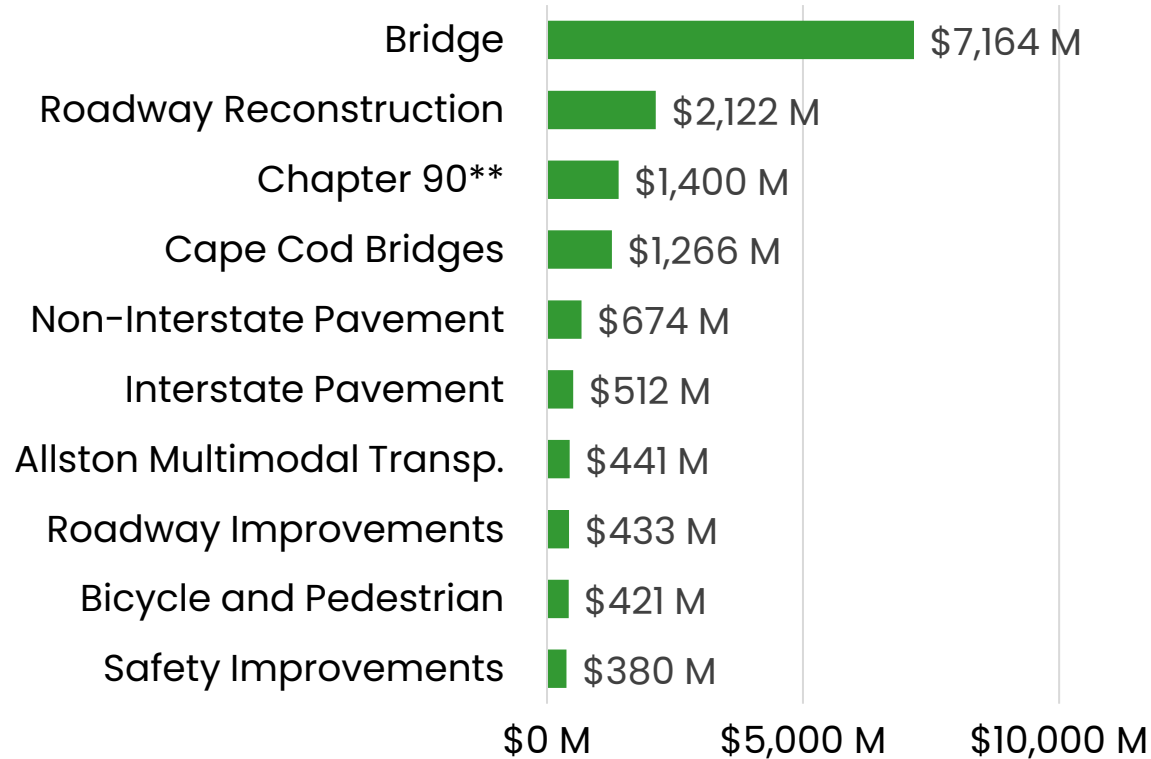 Bridge $7,164 M
Roadway Reconstruction $2,122 M
Chapter 90** $1,400 M
Cape Cod Bridges $1,266 M
Non-Interstate Pavement $674 M
Interstate Pavement $512 M
Allston Multimodal Transp. $441 M
Roadway Improvements $433 M
Bicycle and Pedestrian $421 M
Safety Improvements $380 M
$0 M $5,000 M $10,000 M